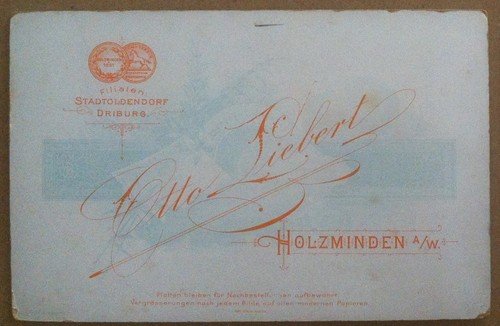 Filialen
STADTOLDENDORF
DRIBURG.
Otto Liebert
HOLZMINDEN A/W.
Platten bleiben für Nachbestellungen aufbewahrt
Vergrösserungen nach jedem Bilde auf allen modernen Papieren.